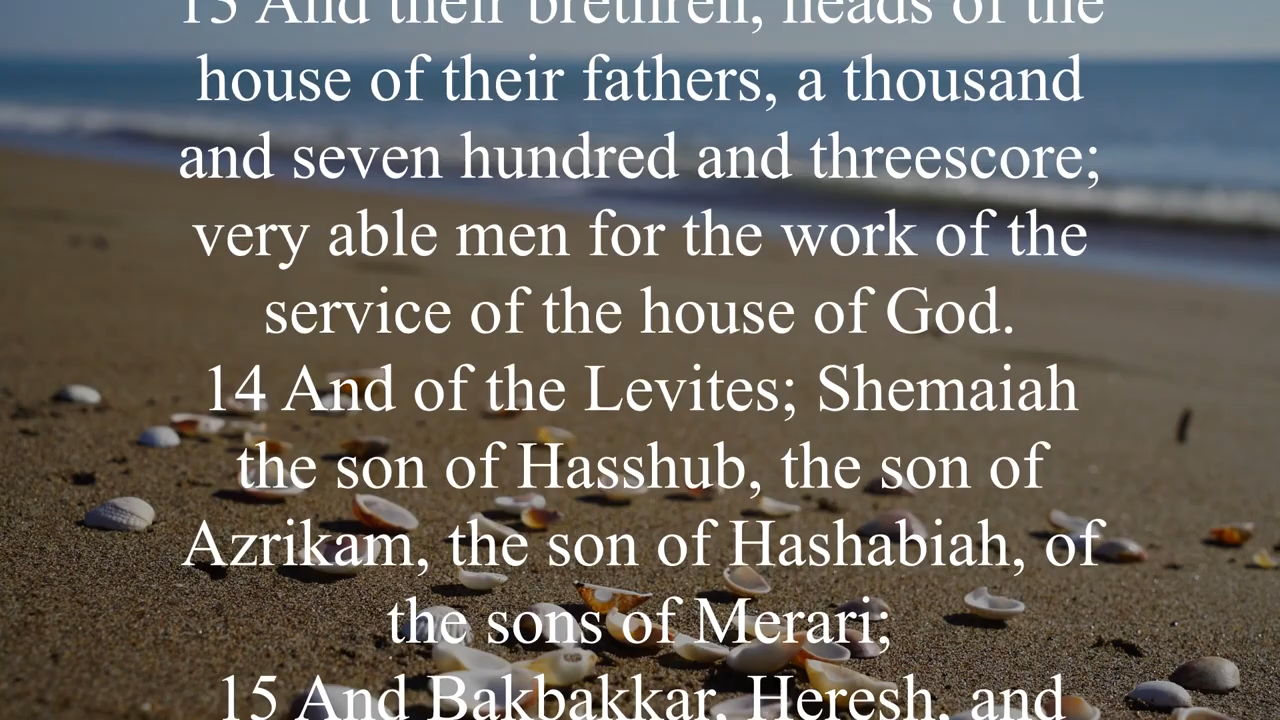 13 And their brethren, heads of the
house of their fathers, a thousand
and seven hundred and threescore;
very able men for the work of the
service of the house of God.
14 And of the Levites; Shemaiah
the son of Hasshub, the son of
Azrikam, the son of Hashabiah, of
the sons of Merari;
15 And Bakbakkar, Heresh, and